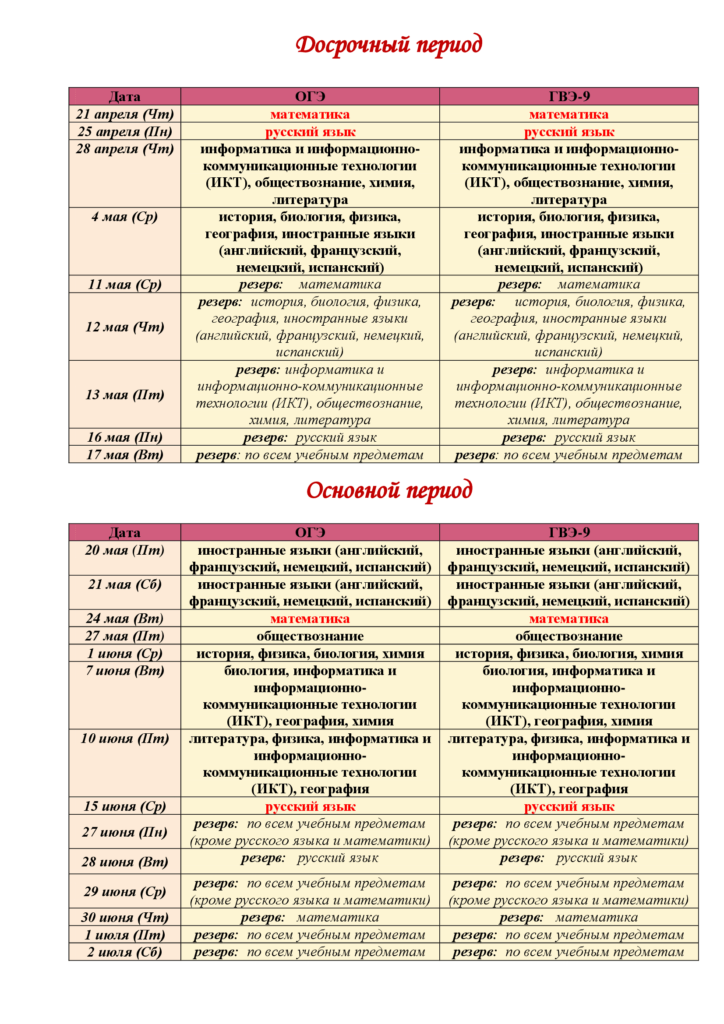 Досрочный период
Дата ОГЭ ГВЭ-9
21 апреля (Чт) математика математика
25 апреля (Пн) русский язык русский язык
28 апреля (Чт) информатика и информационно- информатика и информационно-
коммуникационные технологии коммуникационные технологии
(ИКТ), обществознание, химия, (ИКТ), обществознание, химия,
литература литература
4 мая (Ср) история, биология, физика, история, биология, физика,
география, иностранные языки география, иностранные языки
(английский, французский, (английский, французский,
немецкий, испанский) немецкий, испанский)
11 мая (Ср) резерв: математика резерв: математика
12 мая (Чт) резерв: история, биология, физика, резерв: история, биология, физика,
география, иностранные языки география, иностранные языки
(английский, французский, немецкий, (английский, французский, немецкий,
испанский) испанский)
13 мая (Пт) резерв: информатика и резерв: информатика и
информационно-коммуникационные информационно-коммуникационные
технологии (ИКТ), обществознание, технологии (ИКТ), обществознание,
химия, литература химия, литература
16 мая (Пн) резерв: русский язык резерв: русский язык
17 мая (Вт) резерв: по всем учебным предметам резерв: по всем учебным предметам
Основной период
Дата ОГЭ ГВЭ-9
20 мая (Пт) иностранные языки (английский, иностранные языки (английский,
французский, немецкий, испанский) французский, немецкий, испанский)
21 мая (Сб) иностранные языки (английский, иностранные языки (английский,
французский, немецкий, испанский) французский, немецкий, испанский)
24 мая (Вт) математика математика
27 мая (Пт) обществознание обществознание
1 июня (Ср) история, физика, биология, химия история, физика, биология, химия
7 июня (Вт) биология, информатика и биология, информатика и
информационно- информационно-
коммуникационные технологии коммуникационные технологии
(ИКТ), география, химия (ИКТ), география, химия
10 июня (Пт) литература, физика, информатика и литература, физика, информатика и
информационно- информационно-
коммуникационные технологии коммуникационные технологии
(ИКТ), география (ИКТ), география
15 июня (Ср) русский язык русский язык
27 июня (Пн) резерв: по всем учебным предметам резерв: по всем учебным предметам
(кроме русского языка и математики) (кроме русского языка и математики)
28 июня (Вт) резерв: русский язык резерв: русский язык
29 июня (Ср) резерв: по всем учебным предметам резерв: по всем учебным предметам
(кроме русского языка и математики) (кроме русского языка и математики)
30 июня (Чт) резерв: математика резерв: математика
1 июля (Пт) резерв: по всем учебным предметам резерв: по всем учебным предметам
2 июля (Сб) резерв: по всем учебным предметам резерв: по всем учебным предметам